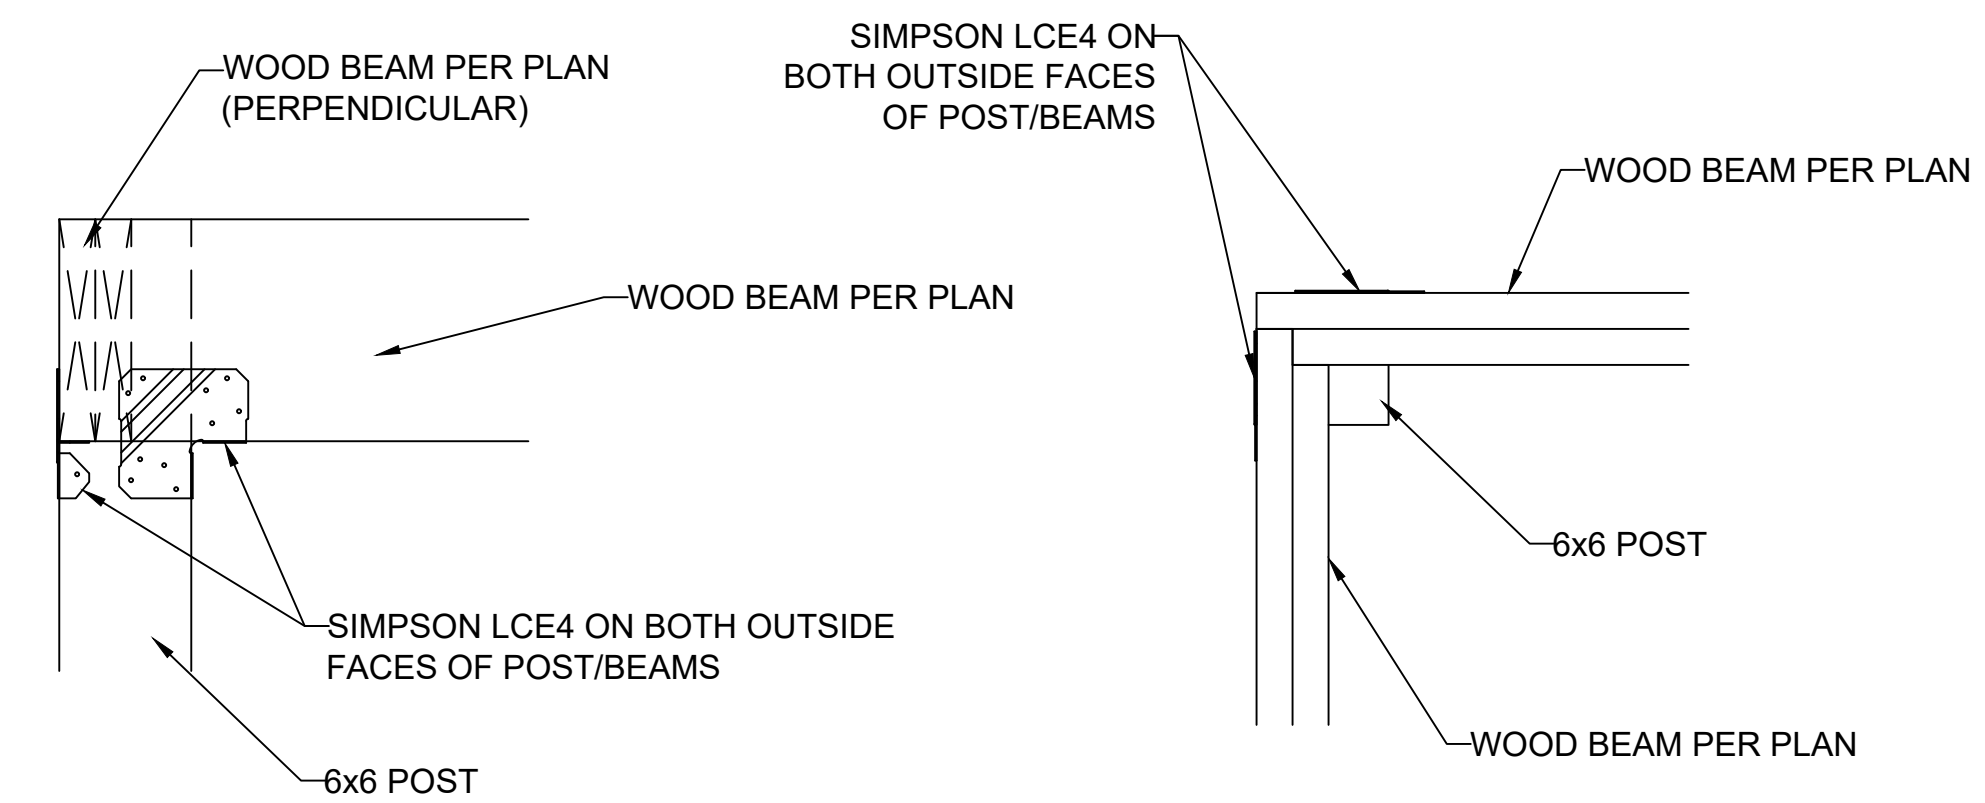 WOOD BEAM PER PLAN
(PERPENDICULAR)
WOOD BEAM PER PLAN
SIMPSON LCE4 ON BOTH OUTSIDE
FACES OF POST/BEAMS
6x6 POST
SIMPSON LCE4 ON
BOTH OUTSIDE FACES
OF POST/BEAMS
WOOD BEAM PER PLAN
6x6 POST
WOOD BEAM PER PLAN